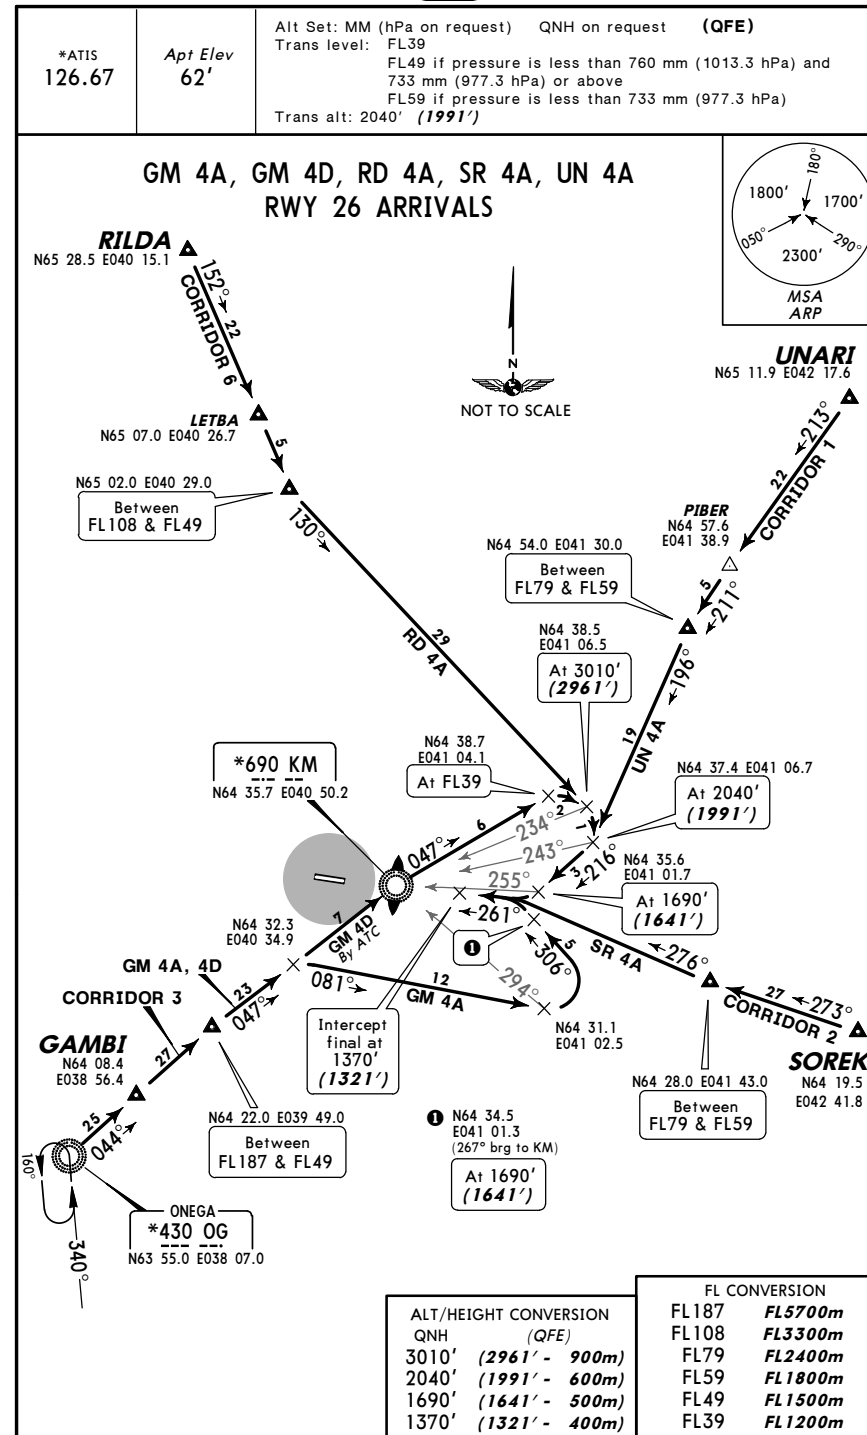 *ATIS
126.67
Apt Elev
62'
Alt Set: MM (hPa on request) QNH on request (QFE)
Trans level: FL39
FL49 if pressure is less than 760 mm (1013.3 hPa) and
733 mm (977.3 hPa) or above
FL59 if pressure is less than 733 mm (977.3 hPa)
Trans alt: 2040' (1991')
GM 4A, GM 4D, RD 4A, SR 4A, UN 4A
RWY 26 ARRIVALS
180°
1800'
1700'
050°
290°
2300'
MSA
ARP
RILDA
N65 28.5 E040 15.1
152°
22
CORRIDOR 6
N
NOT TO SCALE
UNARI
N65 11.9 E042 17.6
213°
22
CORRIDOR 1
LETBA
N65 07.0 E040 26.7
5
N65 02.0 E040 29.0
Between
FL108 & FL49
130°
29
RD 4A
PIBER
N64 57.6
E041 38.9
5
211°
N64 54.0 E041 30.0
Between
FL79 & FL59
196°
19
UN 4A
N64 38.5
E041 06.5
At 3010'
(2961')
N64 38.7
E041 04.1
At FL39
*690 KM
N64 35.7 E040 50.2
N64 37.4 E041 06.7
At 2040'
(1991')
047°
6
2
1
234°
243°
216°
3
255°
N64 35.6
E041 01.7
At 1690'
(1641')
261°
1
306°
5
294°
SR 4A
276°
27
273°
CORRIDOR 2
SOREK
N64 19.5
E042 41.8
N64 28.0 E041 43.0
Between
FL79 & FL59
N64 32.3
E040 34.9
7
GM 4D
By ATC
081°
12
GM 4A
N64 31.1
E041 02.5
Intercept
final at
1370'
(1321')
GM 4A, 4D
23
047°
CORRIDOR 3
27
GAMBI
N64 08.4
E038 56.4
N64 22.0 E039 49.0
Between
FL187 & FL49
25
044°
160°
340°
ONEGA
*430 OG
N63 55.0 E038 07.0
1 N64 34.5
E041 01.3
(267° brg to KM)
At 1690'
(1641')
ALT/HEIGHT CONVERSION
QNH (QFE)
3010' (2961' - 900m)
2040' (1991' - 600m)
1690' (1641' - 500m)
1370' (1321' - 400m)
FL CONVERSION
FL187 FL5700m
FL108 FL3300m
FL79 FL2400m
FL59 FL1800m
FL49 FL1500m
FL39 FL1200m